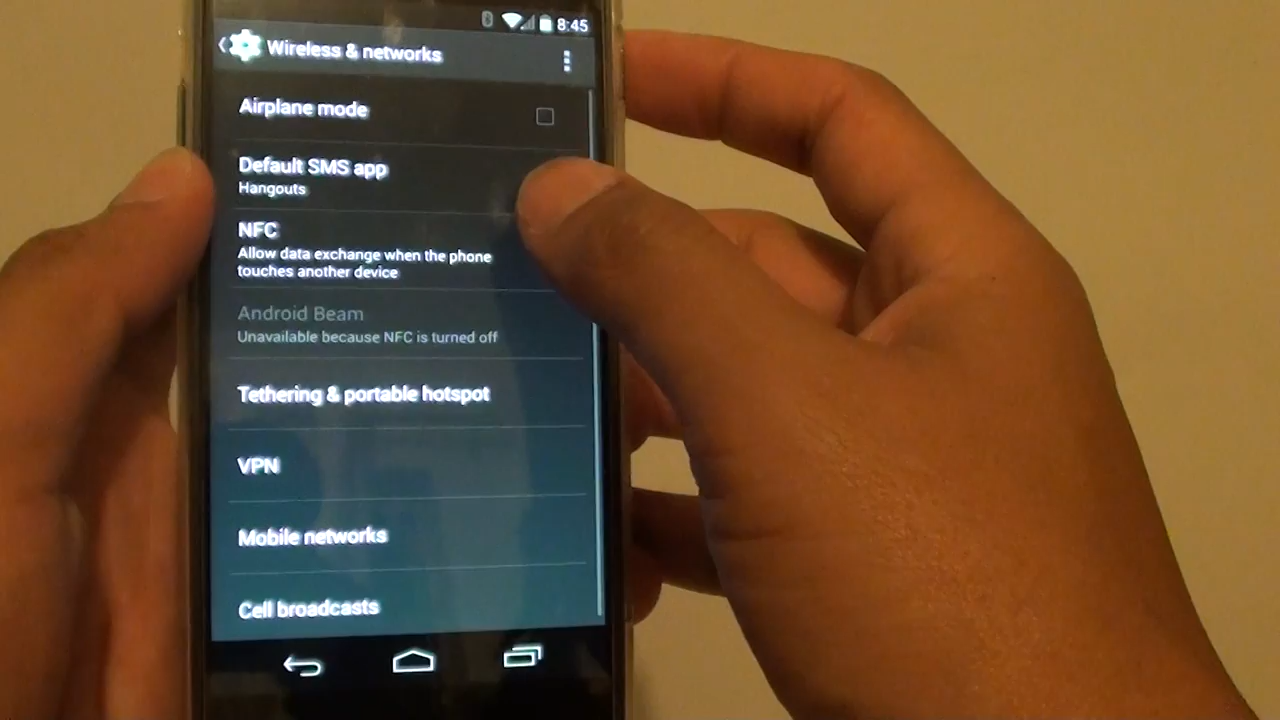 8:45
Wireless & networks
Airplane mode
Default SMS app
Hangouts
NFC
Allow data exchange when the phone
touches another device
Android Beam
Unavailable because NFC is turned off
Tethering & portable hotspot
VPN
Mobile networks
Cell broadcasts